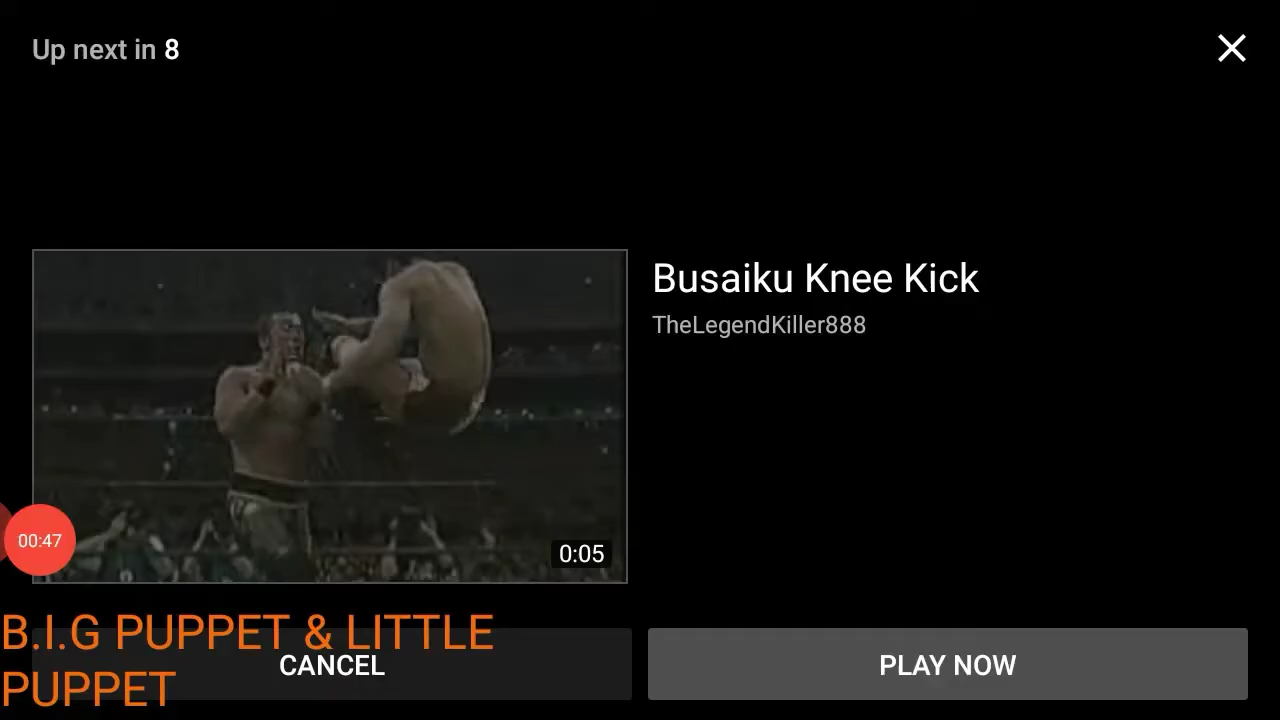 Up next in 8
Busaiku Knee Kick
TheLegendKiller888
0:05
00:47
B.I.G PUPPET & LITTLE
PUPPET
CANCEL
PLAY NOW